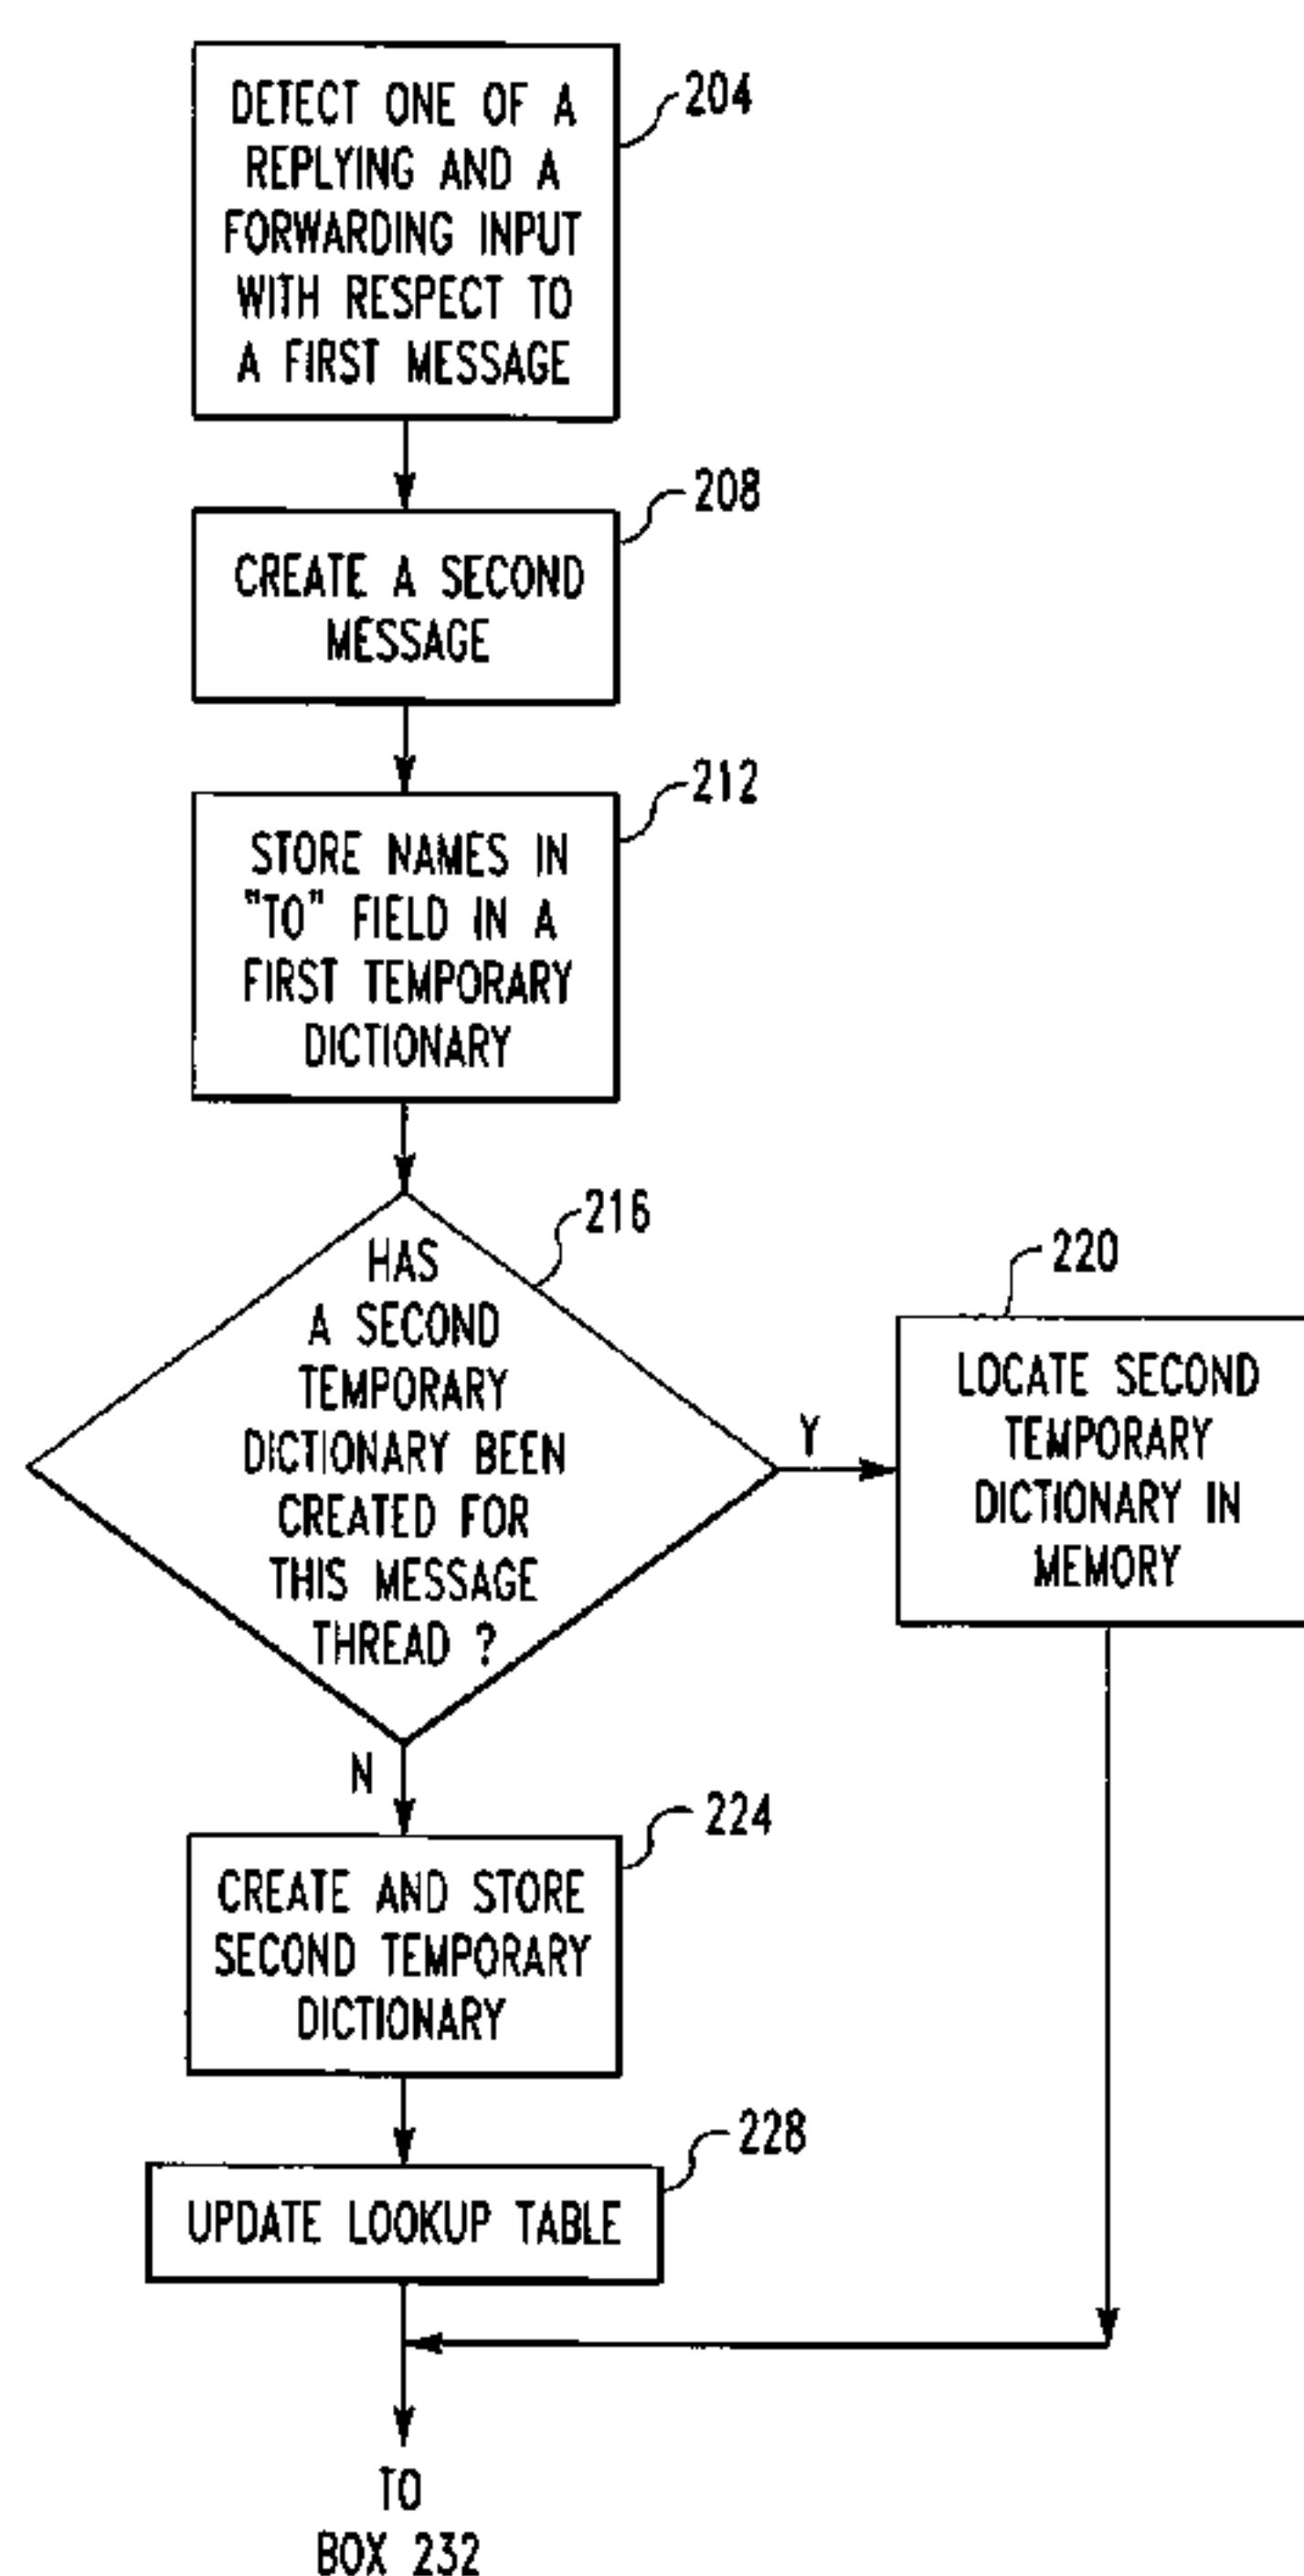 DETECT ONE OF A
REPLYING AND A
FORWARDING INPUT
WITH RESPECT TO
A FIRST MESSAGE
204
CREATE A SECOND
MESSAGE
208
STORE NAMES IN
"TO" FIELD IN A
FIRST TEMPORARY
DICTIONARY
212
HAS
A SECOND
TEMPORARY
DICTIONARY BEEN
CREATED FOR
THIS MESSAGE
THREAD ?
216
Y
220
LOCATE SECOND
TEMPORARY
DICTIONARY IN
MEMORY
N
224
CREATE AND STORE
SECOND TEMPORARY
DICTIONARY
228
UPDATE LOOKUP TABLE
TO
BOX 232